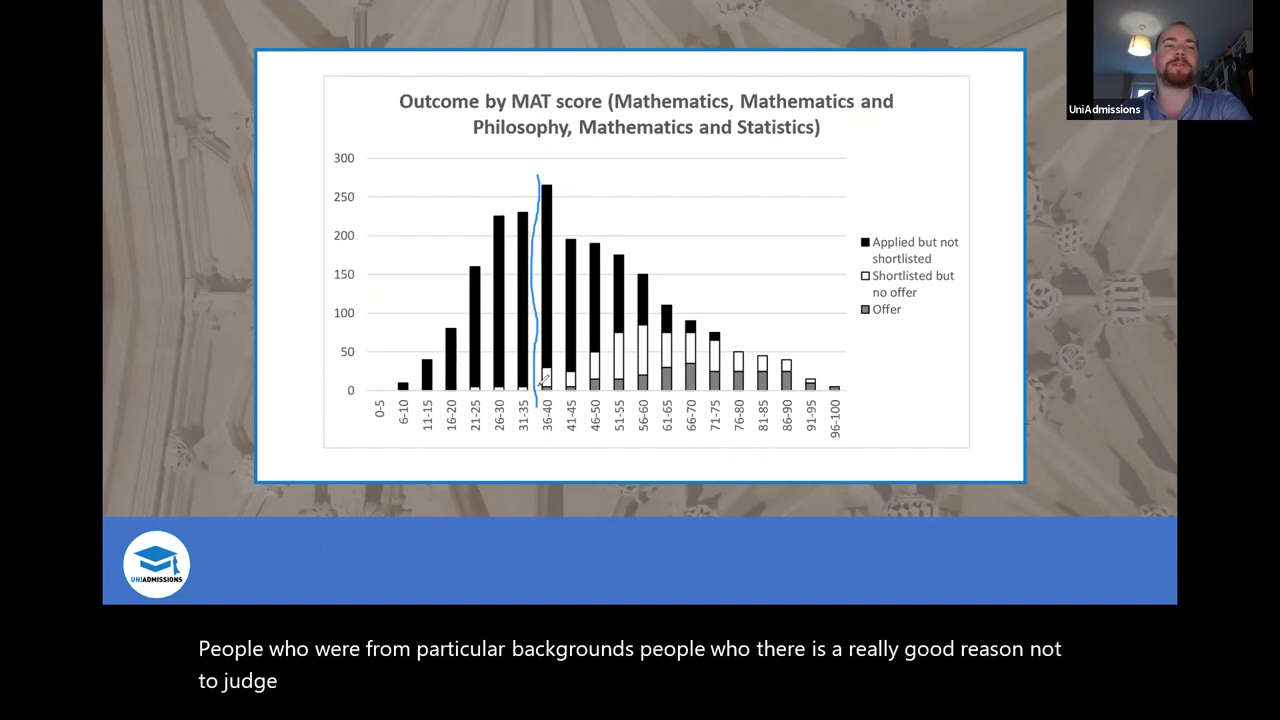 Outcome by MAT score (Mathematics, Mathematics and
Philosophy, Mathematics and Statistics)
300
250
200
150
100
50
0
0-5
6-10
11-15
16-20
21-25
26-30
31-35
36-40
41-45
46-50
51-55
56-60
61-65
66-70
71-75
76-80
81-85
86-90
91-95
96-100
Applied but not
shortlisted
Shortlisted but
no offer
Offer
UniAdmissions
UNIADMISSIONS
People who were from particular backgrounds people who there is a really good reason not
to judge